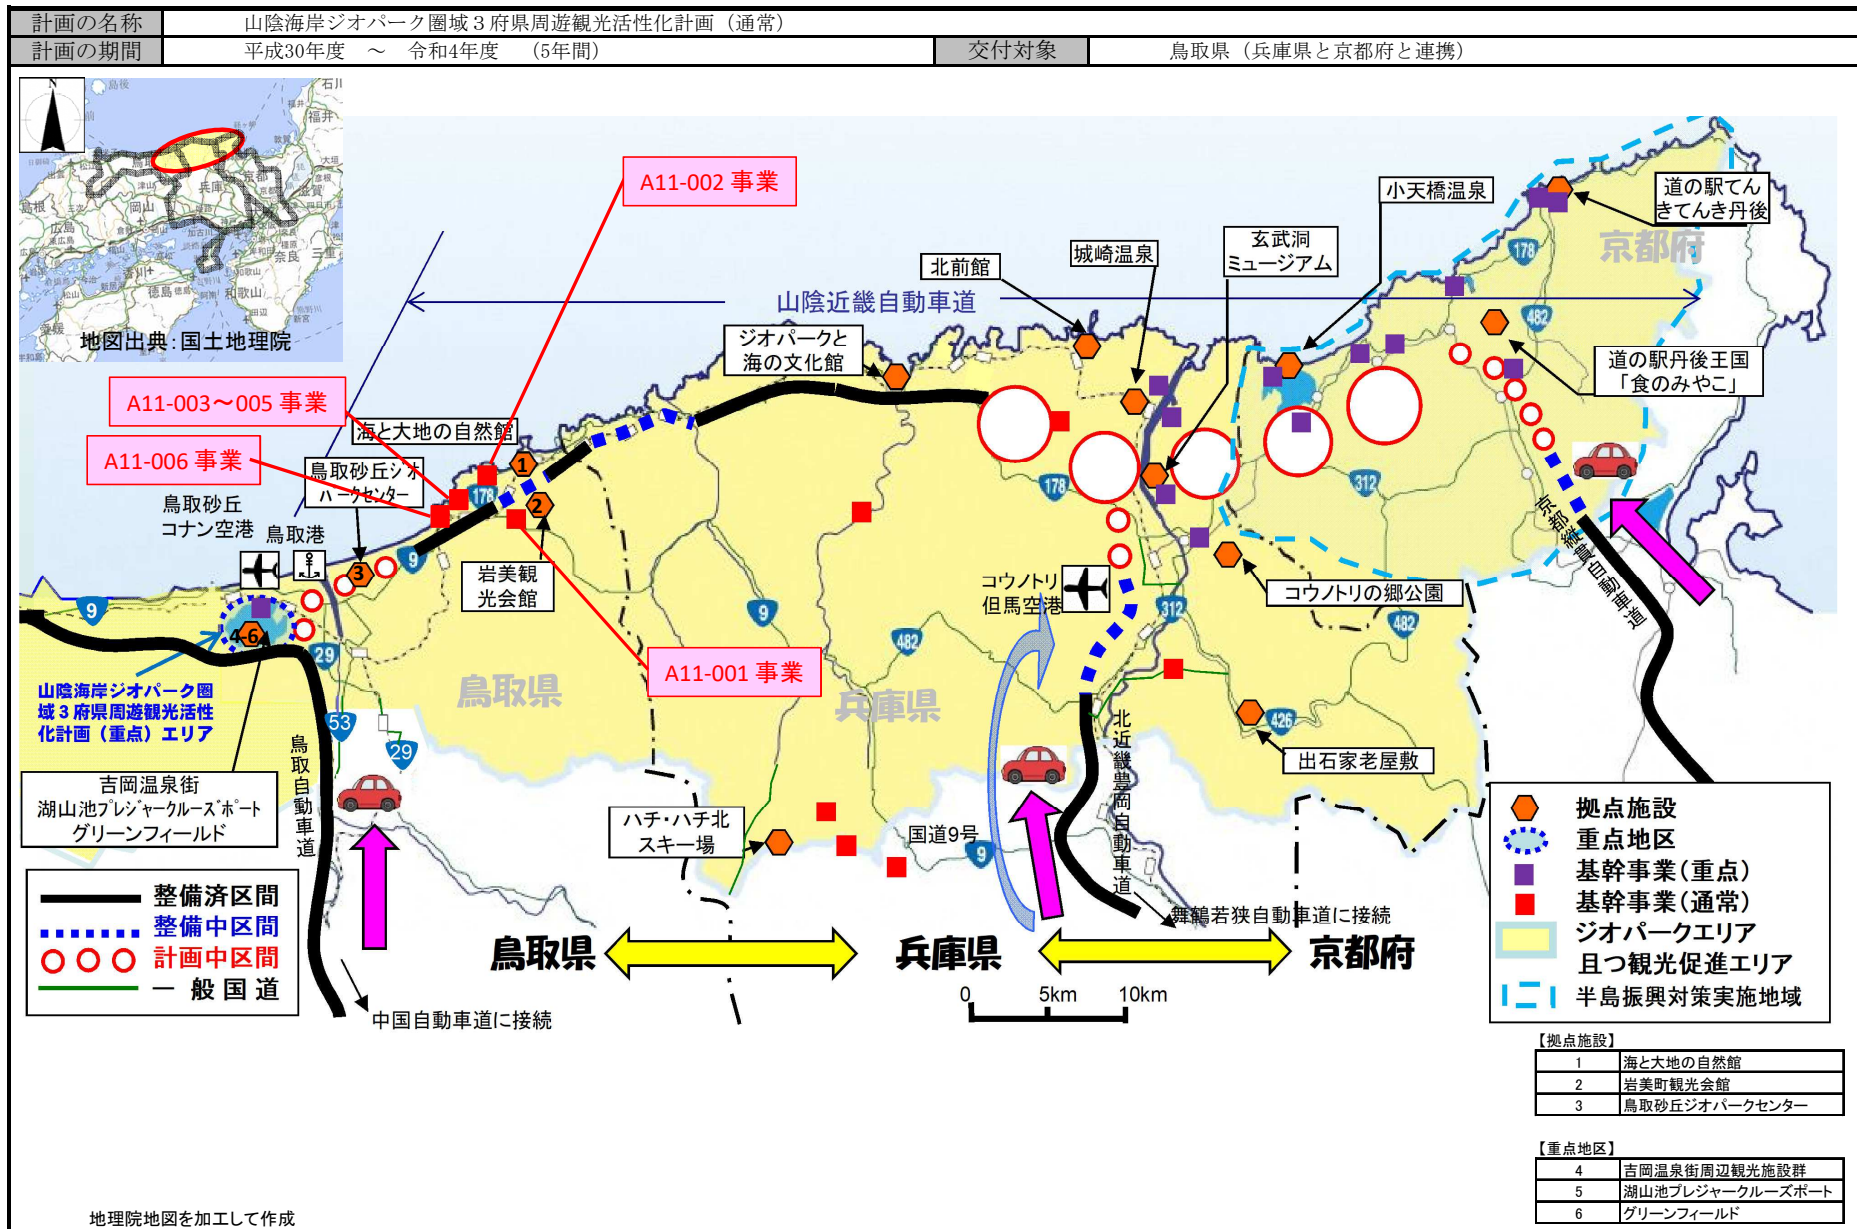 計画の名称
山陰海岸ジオパーク圏域３府県周遊観光活性化計画（通常）
計画の期間
平成30年度　～　令和4年度　（5年間）
交付対象
鳥取県（兵庫県と京都府と連携）
N
地図出典：国土地理院
A11-002 事業
A11-003～005 事業
A11-006 事業
A11-001 事業
山陰近畿自動車道
小天橋温泉
道の駅てん
きてんき丹後
京都府
玄武洞
ミュージアム
城崎温泉
北前館
ジオパークと
海の文化館
道の駅丹後王国
「食のみやこ」
海と大地の自然館
鳥取砂丘ジオ
パークセンター
鳥取砂丘
コナン空港
鳥取港
岩美観
光会館
コウノトリ
但馬空港
コウノトリの郷公園
京都縦貫自動車道
178
482
312
178
178
9
9
9
29
312
482
482
426
53
29
9
1
2
3
4-6
鳥取県
兵庫県
山陰海岸ジオパーク圏
域３府県周遊観光活性
化計画（重点）エリア
吉岡温泉街
湖山池プレジャークルーズポート
グリーンフィールド
鳥取自動車道
北近畿豊岡自動車道
出石家老屋敷
ハチ・ハチ北
スキー場
国道9号
舞鶴若狭自動車道に接続
中国自動車道に接続
鳥取県
兵庫県
京都府
0
5km
10km
整備済区間
整備中区間
計画中区間
一 般 国 道
拠点施設
重点地区
基幹事業（重点）
基幹事業（通常）
ジオパークエリア
且つ観光促進エリア
半島振興対策実施地域
【拠点施設】
1 海と大地の自然館
2 岩美町観光会館
3 鳥取砂丘ジオパークセンター
【重点地区】
4 吉岡温泉街周辺観光施設群
5 湖山池プレジャークルーズポート
6 グリーンフィールド
地理院地図を加工して作成